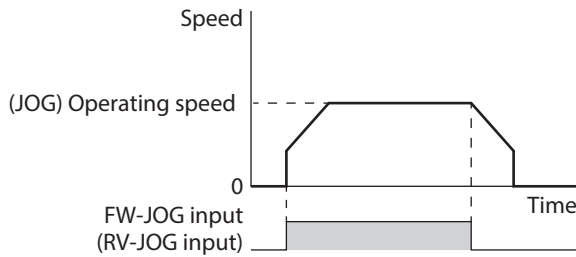 Speed
(JOG) Operating speed
0
Time
FW-JOG input
(RV-JOG input)